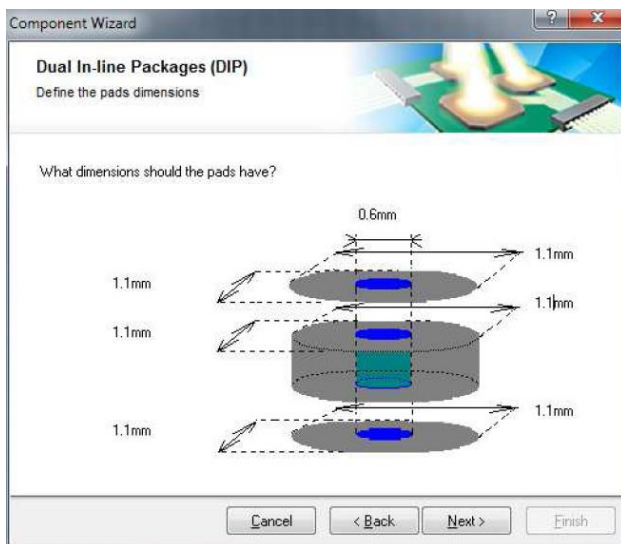 Component Wizard
Dual In-line Packages (DIP)
Define the pads dimensions
What dimensions should the pads have?
0.6mm
1.1mm
1.1mm
1.1mm
1.1mm
1.1mm
1.1mm
Cancel
< Back
Next >
Finish